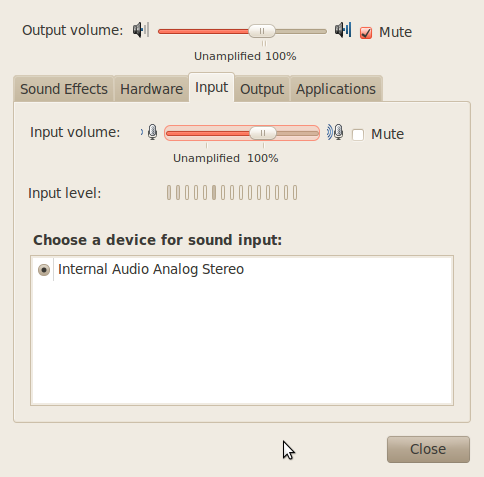 Output volume: Mute
Unamplified 100%
Sound Effects Hardware Input Output Applications
Input volume: Mute
Unamplified 100%
Input level:
Choose a device for sound input:
Internal Audio Analog Stereo
Close